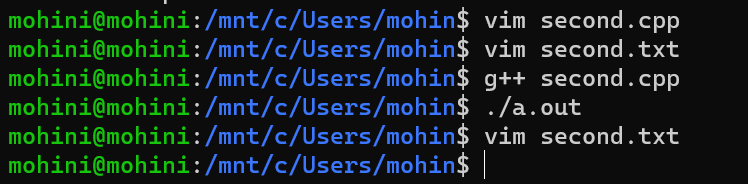 mohini@mohini:/mnt/c/Users/mohin$ vim second.cpp
mohini@mohini:/mnt/c/Users/mohin$ vim second.txt
mohini@mohini:/mnt/c/Users/mohin$ g++ second.cpp
mohini@mohini:/mnt/c/Users/mohin$ ./a.out
mohini@mohini:/mnt/c/Users/mohin$ vim second.txt
mohini@mohini:/mnt/c/Users/mohin$